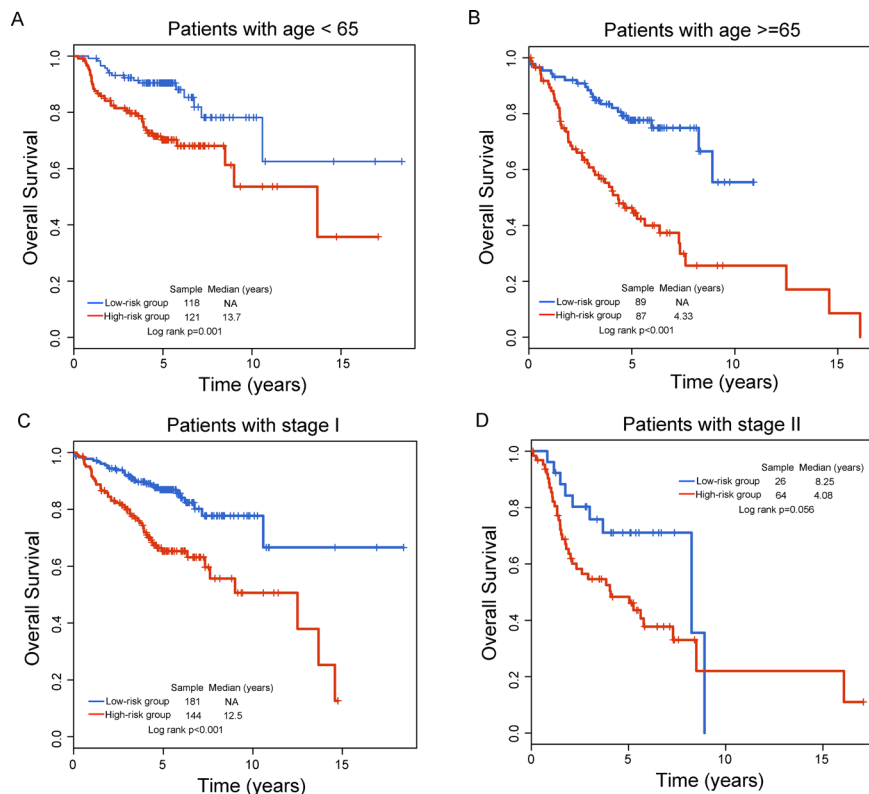 A
Patients with age < 65
Overall Survival
1.0
0.8
0.6
0.4
0.2
0.0
Sample Median (years)
Low-risk group 118 NA
High-risk group 121 13.7
Log rank p=0.001
0 5 10 15
Time (years)
B
Patients with age >=65
Overall Survival
1.0
0.8
0.6
0.4
0.2
0.0
Sample Median (years)
Low-risk group 89 NA
High-risk group 87 4.33
Log rank p<0.001
0 5 10 15
Time (years)
C
Patients with stage I
Overall Survival
1.0
0.8
0.6
0.4
0.2
0.0
Sample Median (years)
Low-risk group 181 NA
High-risk group 144 12.5
Log rank p<0.001
0 5 10 15
Time (years)
D
Patients with stage II
Overall Survival
1.0
0.8
0.6
0.4
0.2
0.0
Sample Median (years)
Low-risk group 26 8.25
High-risk group 64 4.08
Log rank p=0.056
0 5 10 15
Time (years)